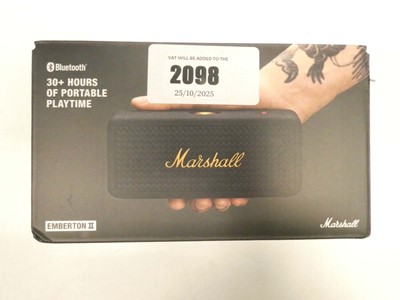 Bluetooth®
30+ HOURS
OF PORTABLE
PLAYTIME
VAT WILL BE ADDED TO THE
2098
25/10/2025
Marshall
EMBERTON II
Marshall